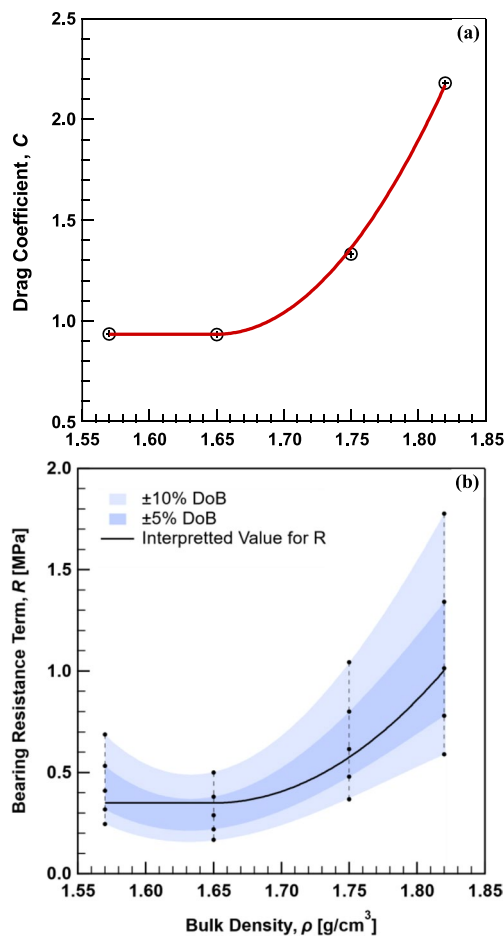 (a)
2.5
2.0
1.5
1.0
0.5
Drag Coefficient, C
1.55 1.60 1.65 1.70 1.75 1.80 1.85
(b)
2.0
1.5
1.0
0.5
0.0
Bearing Resistance Term, R [MPa]
±10% DoB
±5% DoB
Interpretted Value for R
1.55 1.60 1.65 1.70 1.75 1.80 1.85
Bulk Density, ρ [g/cm³]